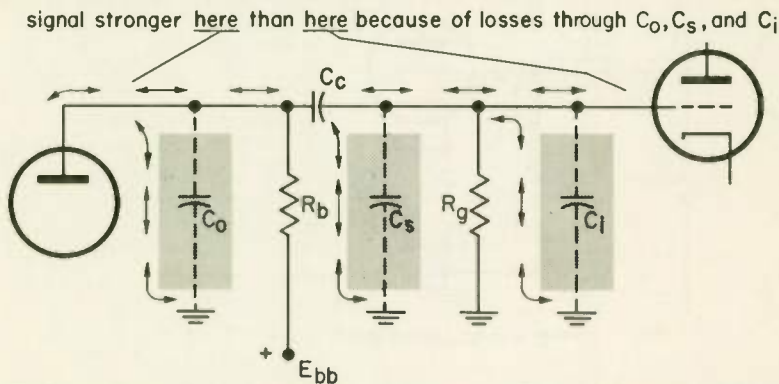 signal stronger here than here because of losses through Co, Cs, and Ci
Cc
Co
Rb
Cs
Rg
Ci
+ Ebb